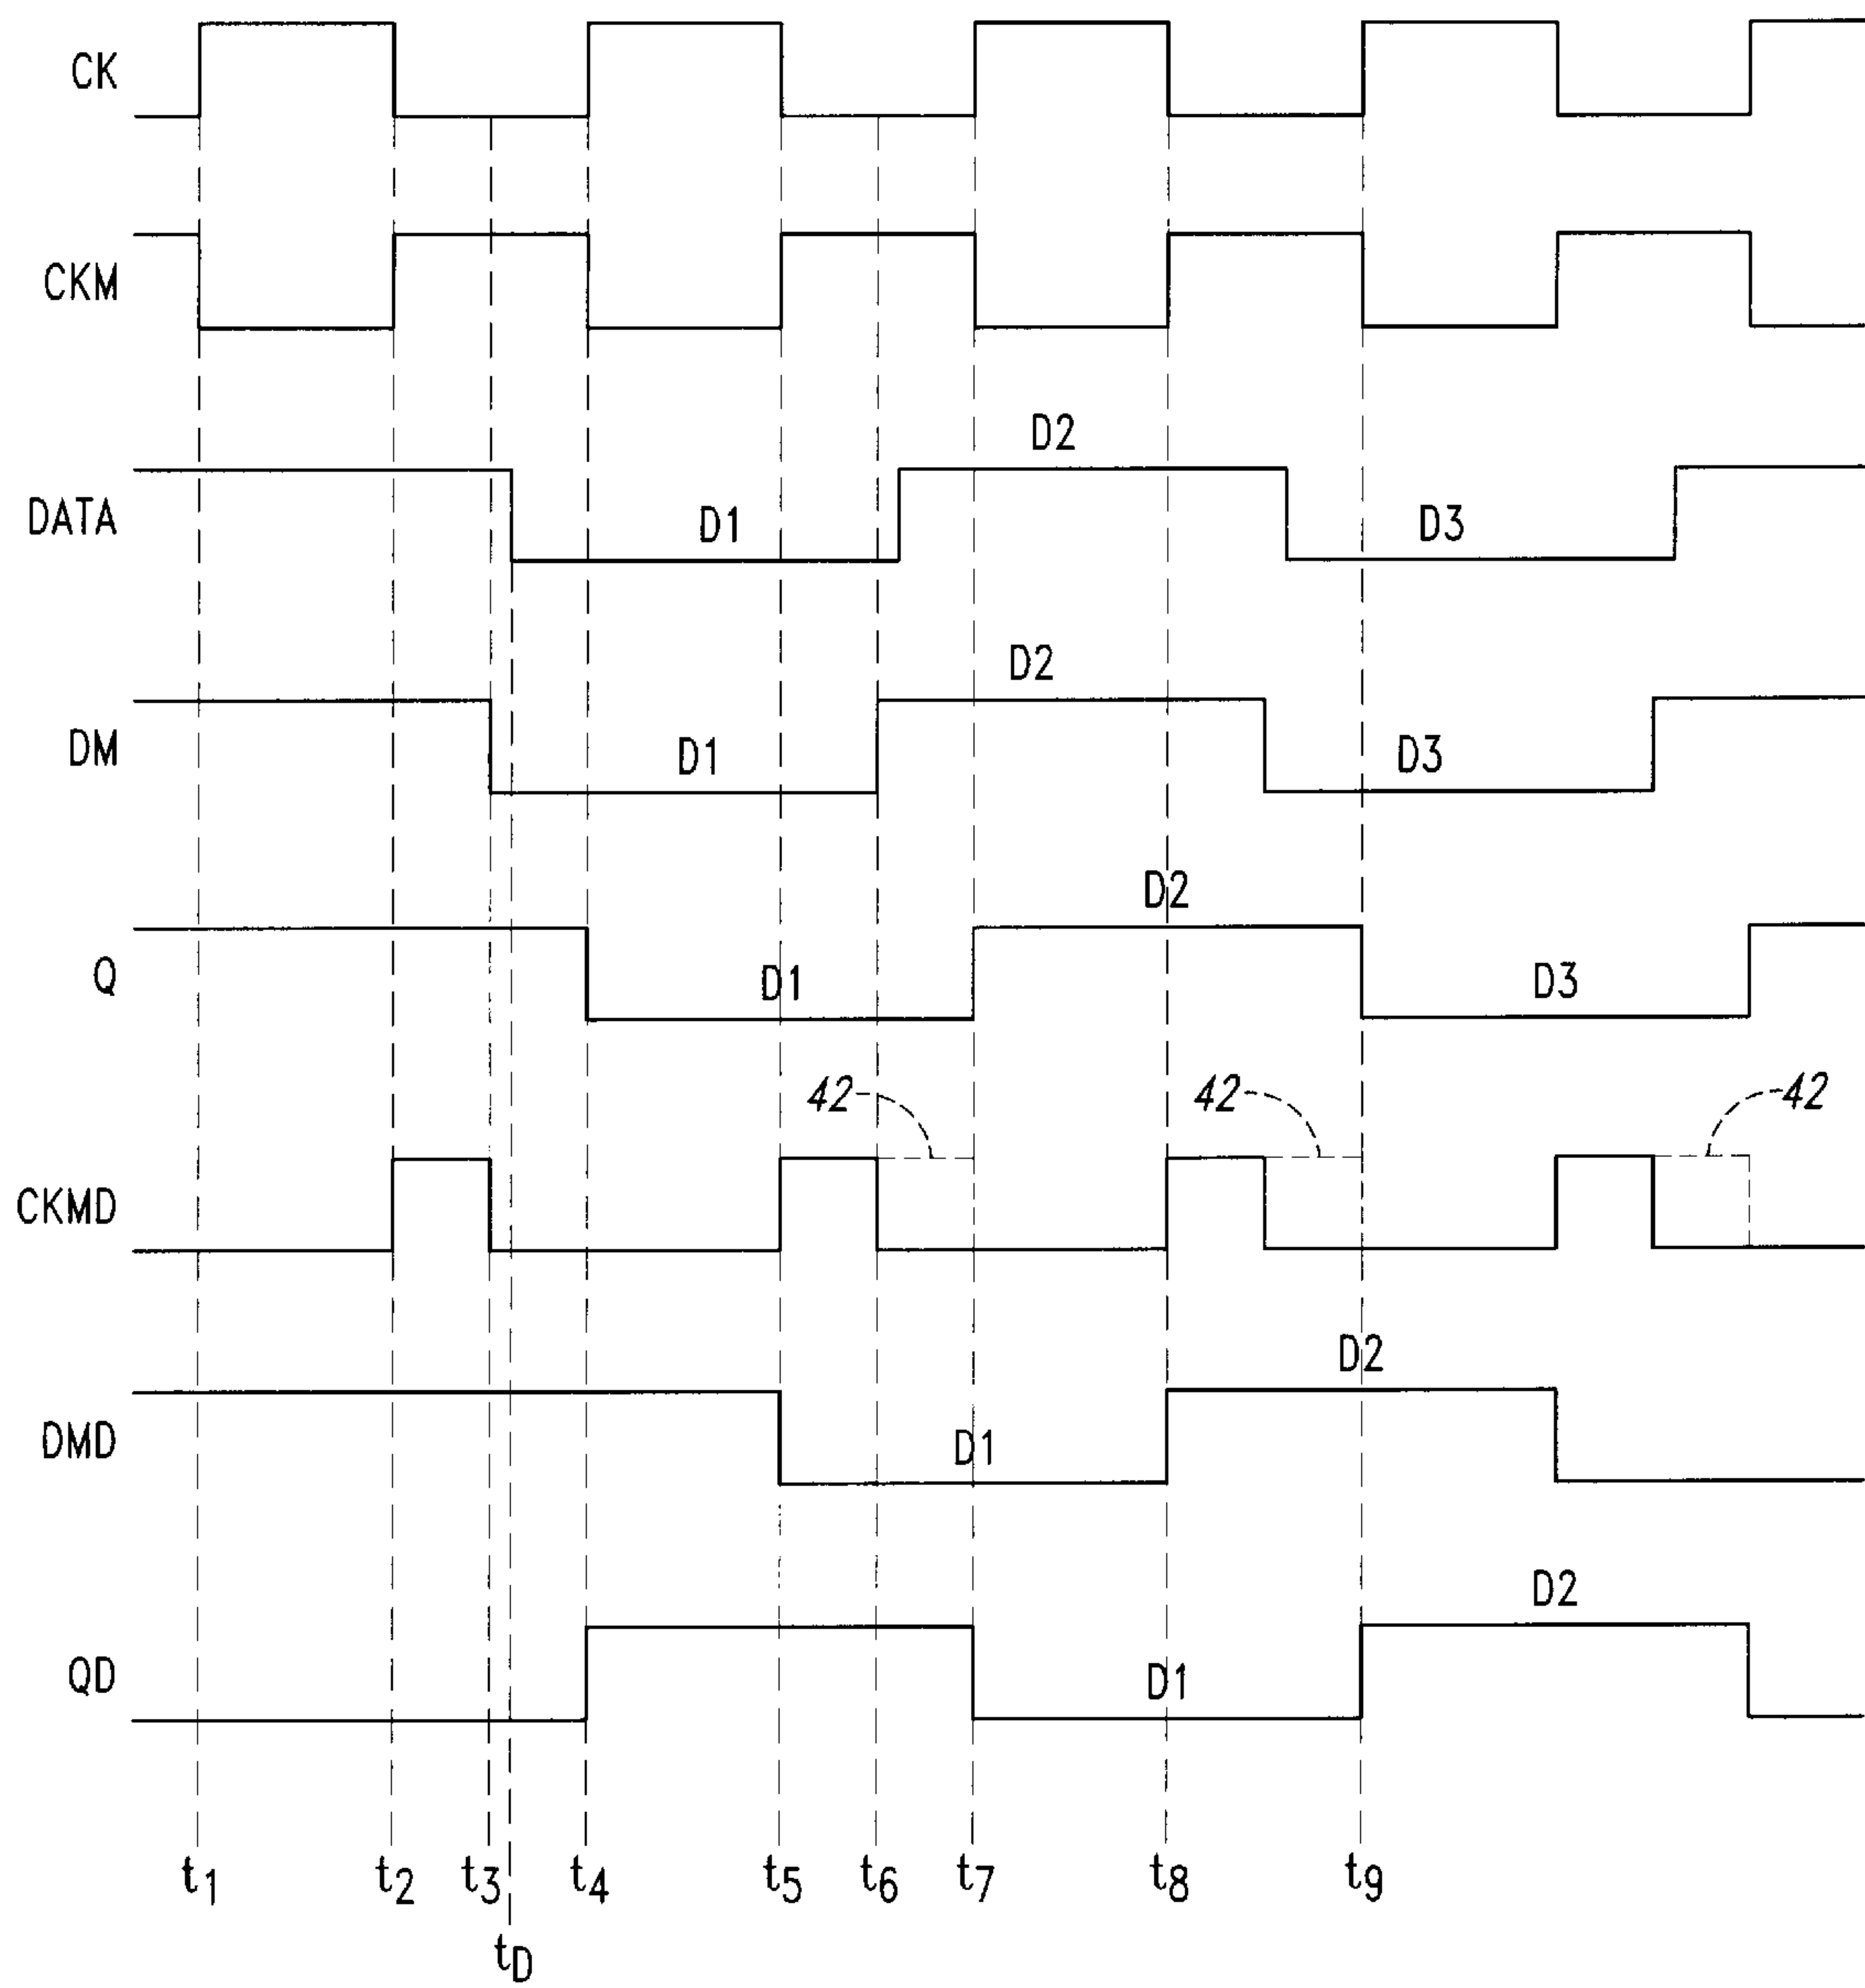 CK
CKM
D2
DATA D1 D3
D2
DM D1 D3
D2
Q D1 D3
42 42 42
CKMD
D2
DMD D1
D2
QD D1
t1 t2 t3 t4 t5 t6 t7 t8 t9
tD